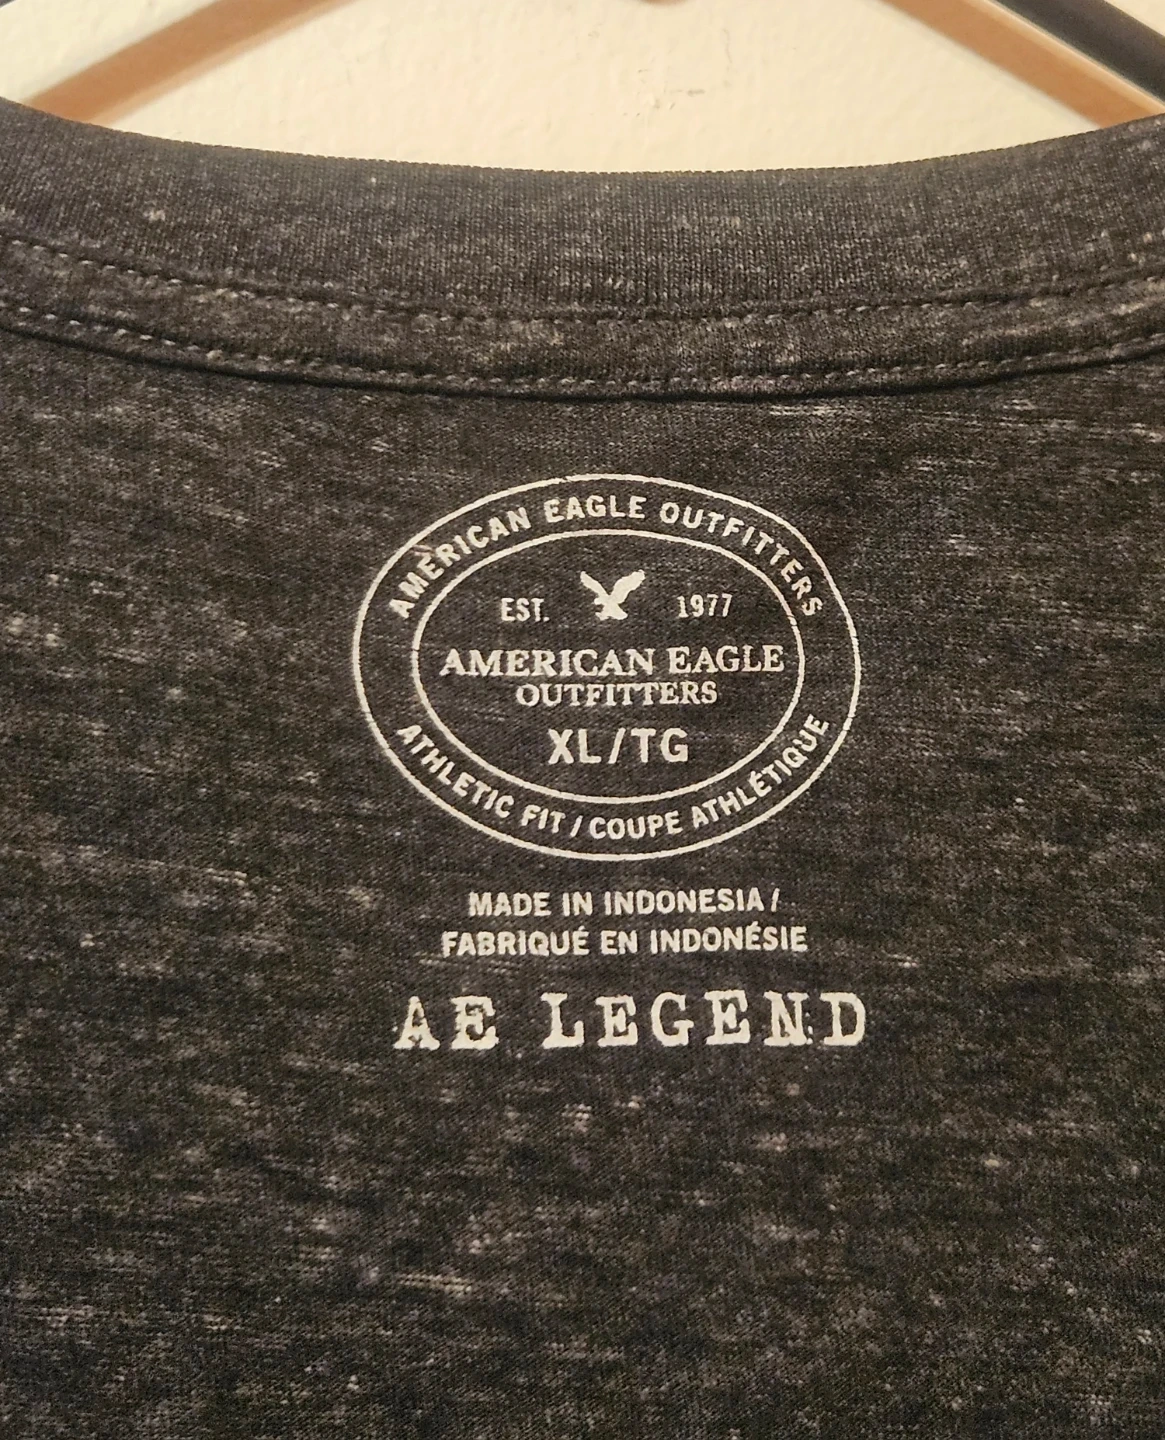 AMERICAN EAGLE OUTFITTERS
EST. 1977
AMERICAN EAGLE
OUTFITTERS
XL/TG
ATHLETIC FIT / COUPE ATHLÉTIQUE
MADE IN INDONESIA /
FABRIQUÉ EN INDONÉSIE
AE LEGEND